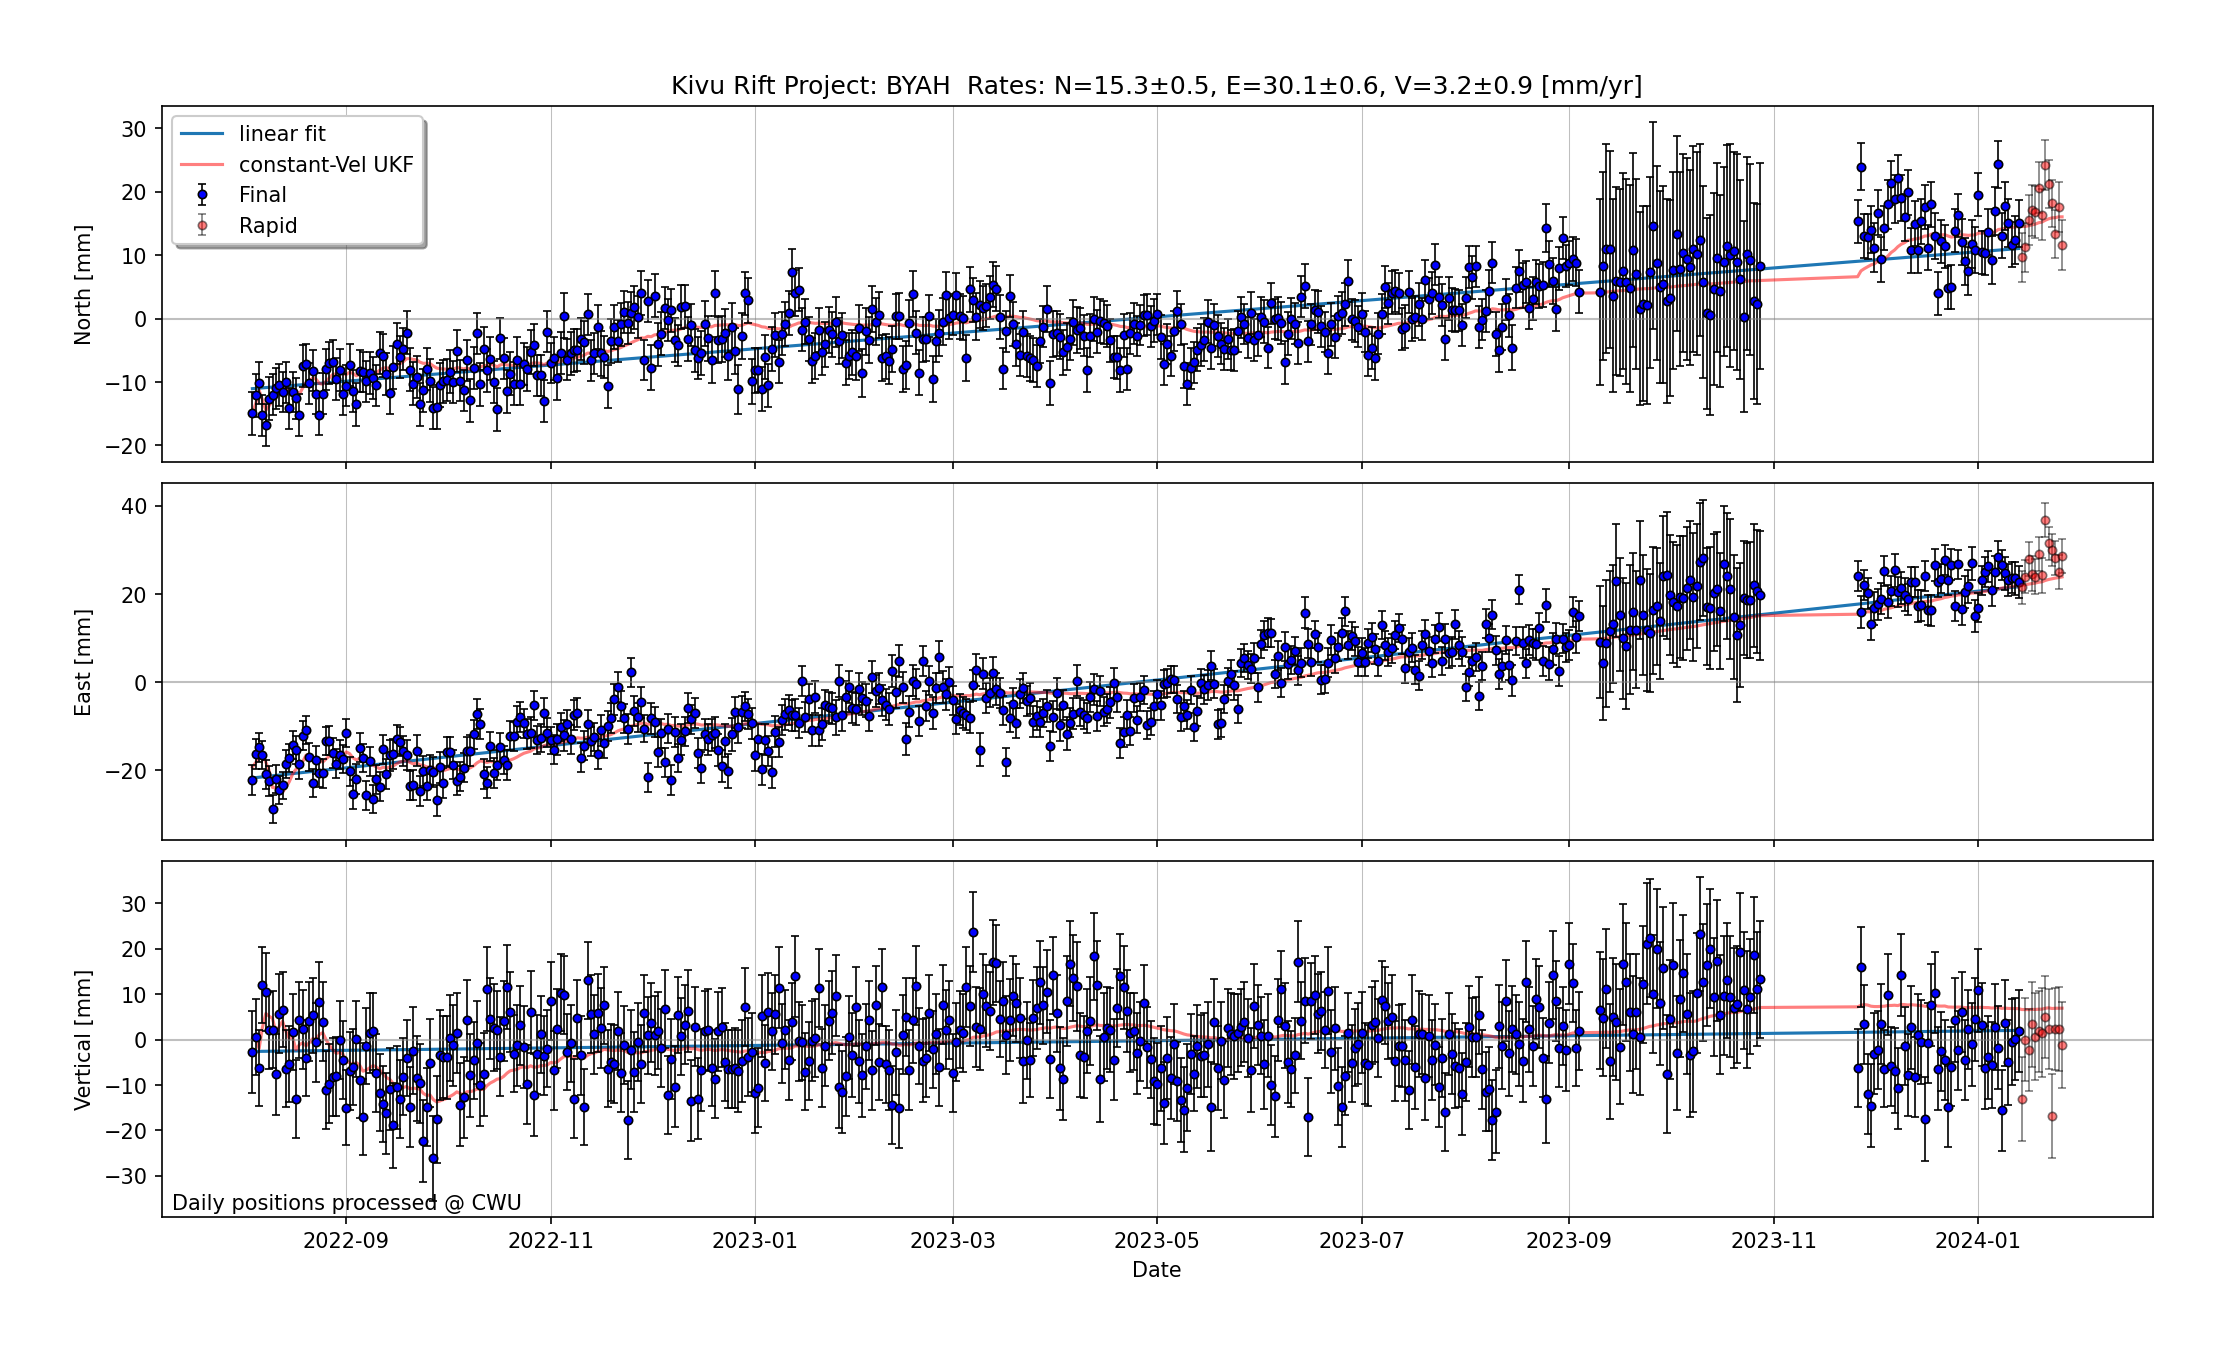 Kivu Rift Project: BYAH  Rates: N=15.3±0.5, E=30.1±0.6, V=3.2±0.9 [mm/yr]
linear fit
constant-Vel UKF
Final
Rapid
North [mm]
30
20
10
0
−10
−20
East [mm]
40
20
0
−20
Vertical [mm]
30
20
10
0
−10
−20
−30
Daily positions processed @ CWU
2022-09 2022-11 2023-01 2023-03 2023-05 2023-07 2023-09 2023-11 2024-01
Date